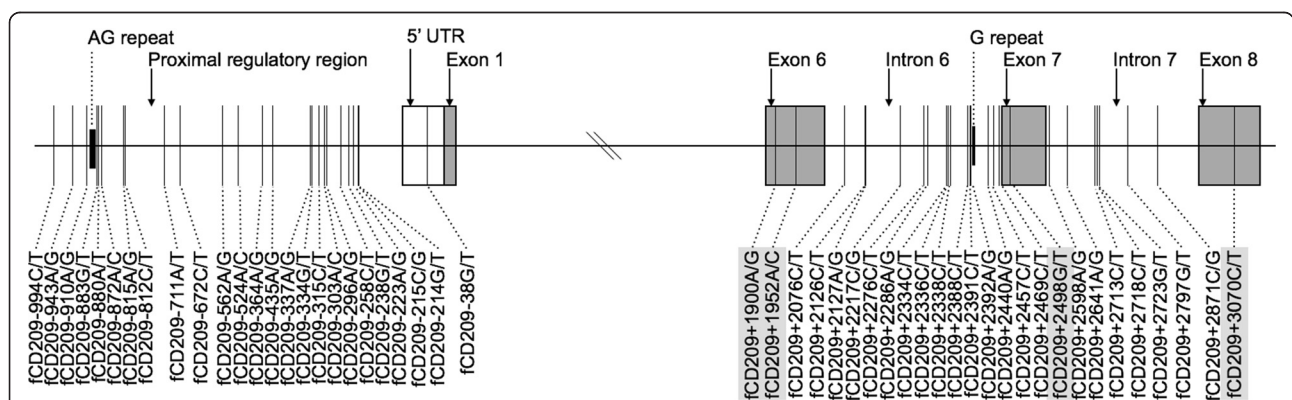 AG repeat
Proximal regulatory region
5' UTR
Exon 1
Exon 6
Intron 6
G repeat
Exon 7
Intron 7
Exon 8
fCD209-994C/T
fCD209-943A/G
fCD209-910A/G
fCD209-883G/T
fCD209-880A/T
fCD209-872A/C
fCD209-815A/G
fCD209-812C/T
fCD209-711A/T
fCD209-672C/T
fCD209-562A/G
fCD209-524A/C
fCD209-364A/G
fCD209-435A/G
fCD209-337A/G
fCD209-334G/T
fCD209-315C/T
fCD209-303A/C
fCD209-296A/G
fCD209-258C/T
fCD209-238G/T
fCD209-223A/G
fCD209-215C/G
fCD209-214G/T
fCD209-38G/T
fCD209+1900A/G
fCD209+1952A/C
fCD209+2076C/T
fCD209+2126C/T
fCD209+2127A/G
fCD209+2217C/G
fCD209+2276C/T
fCD209+2286A/G
fCD209+2334C/T
fCD209+2336C/T
fCD209+2338C/T
fCD209+2388C/T
fCD209+2391C/T
fCD209+2392A/G
fCD209+2440A/G
fCD209+2457C/T
fCD209+2469C/T
fCD209+2498G/T
fCD209+2598A/G
fCD209+2641A/G
fCD209+2713C/T
fCD209+2718C/T
fCD209+2723G/T
fCD209+2797G/T
fCD209+2871C/G
fCD209+3070C/T